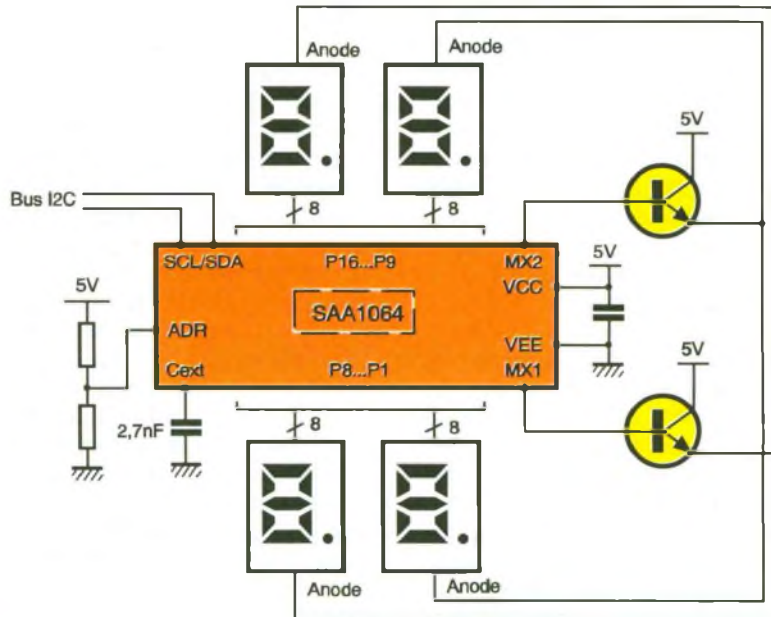 Anode
Anode
5V
Bus I2C
8
8
SCL/SDA
P16...P9
MX2
5V
5V
VCC
SAA1064
ADR
VEE
5V
Cext
P8...P1
MX1
2,7nF
8
8
Anode
Anode